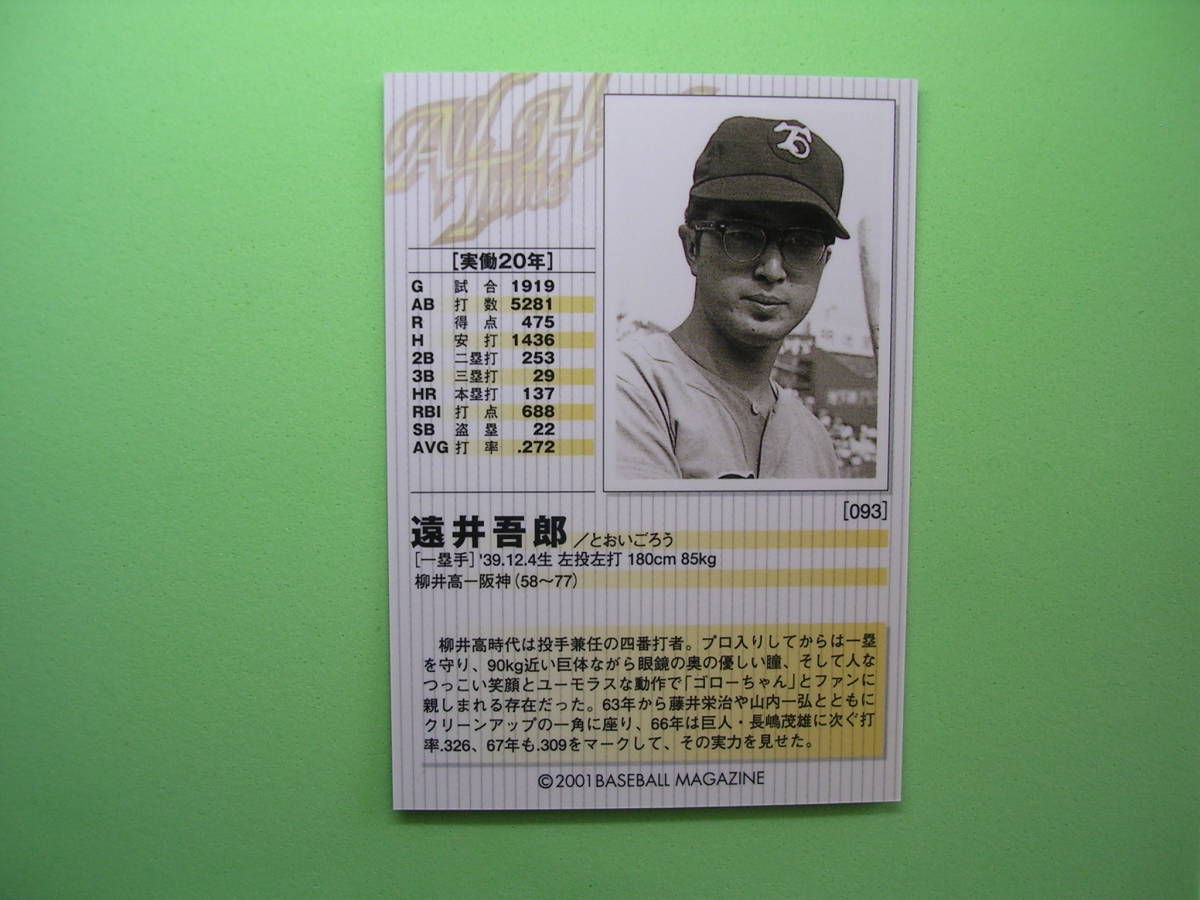 [実働20年]
G 試合 1919
AB 打数 5281
R 得点 475
H 安打 1436
2B 二塁打 253
3B 三塁打 29
HR 本塁打 137
RBI 打点 688
SB 盗塁 22
AVG 打率 .272
[093]
遠井吾郎／とおいごろう
[一塁手] '39.12.4生 左投左打 180cm 85kg
柳井高ー阪神(58〜77)
柳井高時代は投手兼任の四番打者。プロ入りしてからは一塁
を守り、90kg近い巨体ながら眼鏡の奥の優しい瞳、そして人な
つっこい笑顔とユーモラスな動作で「ゴローちゃん」とファンに
親しまれる存在だった。63年から藤井栄治や山内一弘とともに
クリーンアップの一角に座り、66年は巨人・長嶋茂雄に次ぐ打
率.326、67年も.309をマークして、その実力を見せた。
©2001 BASEBALL MAGAZINE